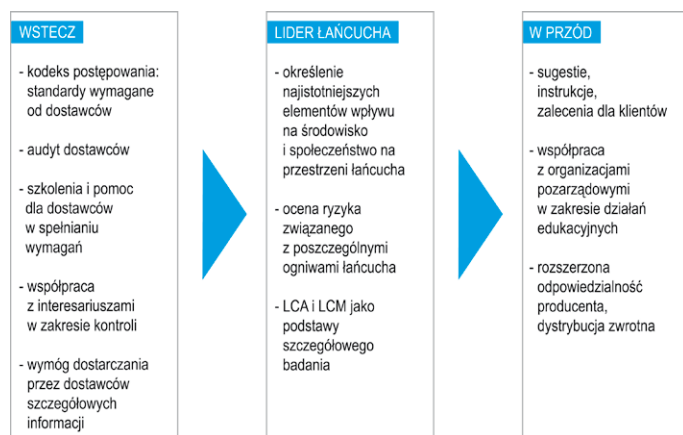 WSTECZ
- kodeks postępowania:
standardy wymagane
od dostawców
- audyt dostawców
- szkolenia i pomoc
dla dostawców
w spełnianiu
wymagań
- współpraca
z interesariuszami
w zakresie kontroli
- wymóg dostarczania
przez dostawców
szczegółowych
informacji
LIDER ŁAŃCUCHA
- określenie
najistotniejszych
elementów wpływu
na środowisko
i społeczeństwo na
przestrzeni łańcucha
- ocena ryzyka
związanego
z poszczególnymi
ogniwami łańcucha
- LCA i LCM jako
podstawy
szczegółowego
badania
W PRZÓD
- sugestie,
instrukcje,
zalecenia dla klientów
- współpraca
z organizacjami
pozarządowymi
w zakresie działań
edukacyjnych
- rozszerzona
odpowiedzialność
producenta,
dystrybucja zwrotna